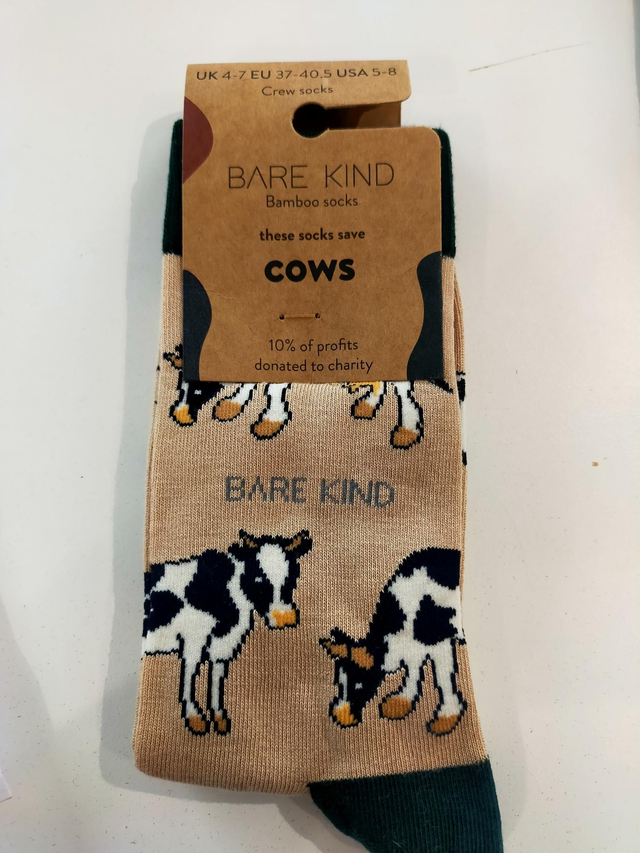 UK 4-7 EU 37-40.5 USA 5-8
Crew socks
BARE KIND
Bamboo socks
these socks save
COWS
10% of profits
donated to charity
BARE KIND